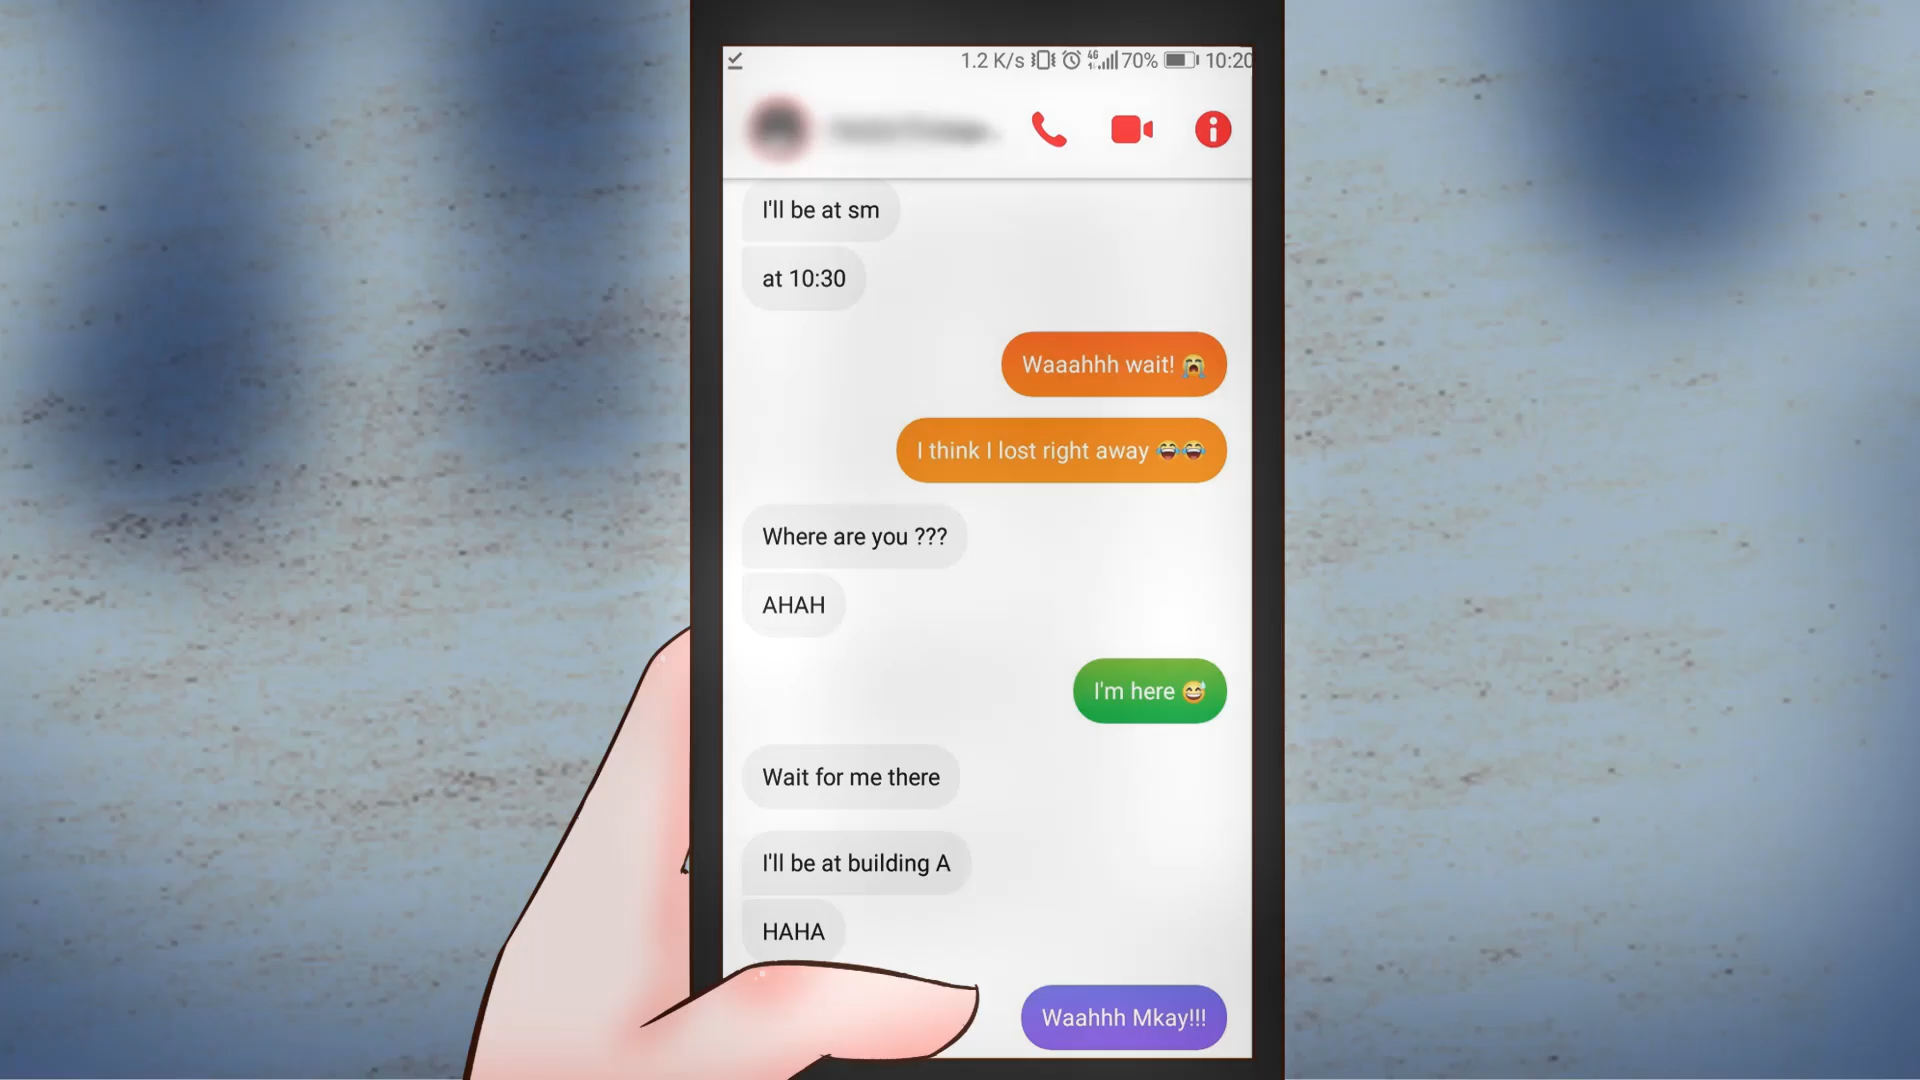 1.2 K/s 4G 70% 10:20
I'll be at sm
at 10:30
Waaahhh wait! 😭
I think I lost right away 😂😂
Where are you ???
AHAH
I'm here 😅
Wait for me there
I'll be at building A
HAHA
Waahhh Mkay!!!